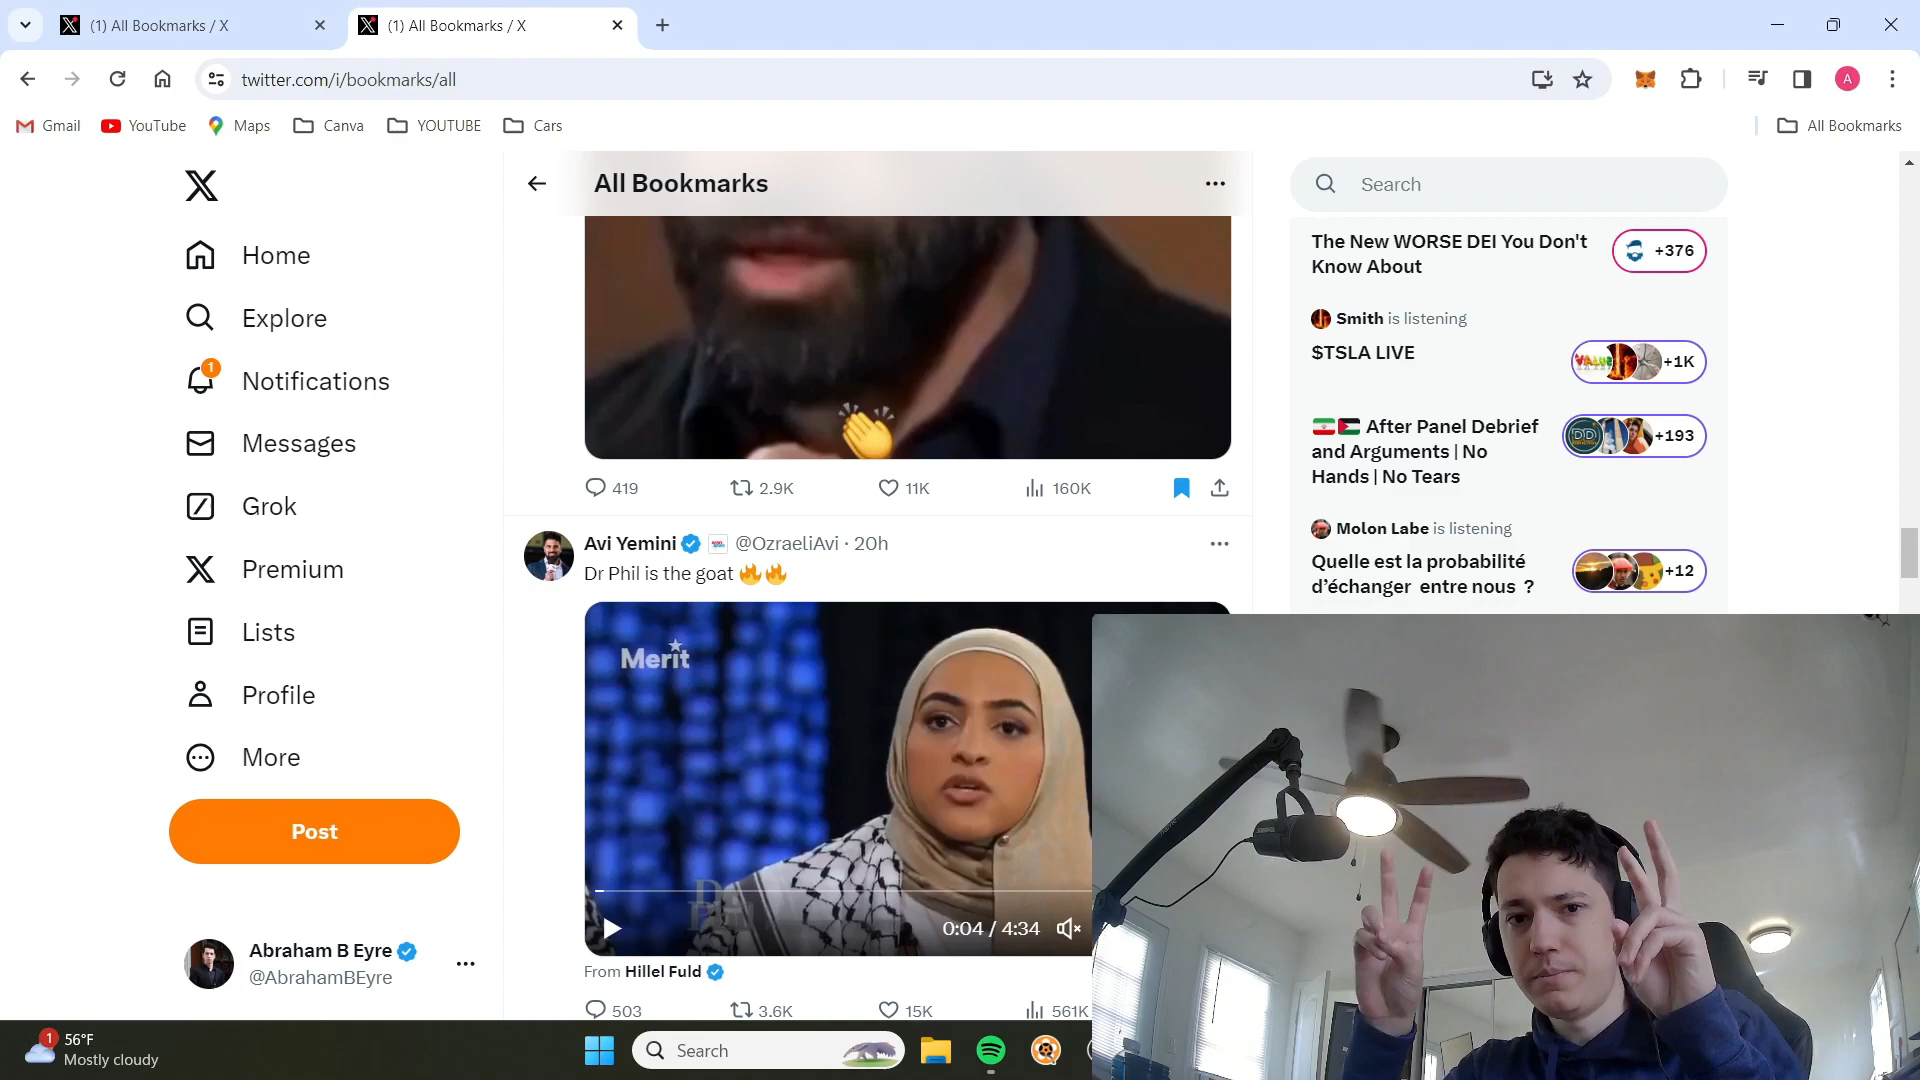 (1) All Bookmarks / X
(1) All Bookmarks / X
twitter.com/i/bookmarks/all
A
Gmail
YouTube
Maps
Canva
YOUTUBE
Cars
All Bookmarks
Home
Explore
1
Notifications
Messages
Grok
Premium
Lists
Profile
More
Post
Abraham B Eyre
@AbrahamBEyre
All Bookmarks
419
2.9K
11K
160K
Avi Yemini @OzraeliAvi · 20h
Dr Phil is the goat 🔥🔥
Merit
0:04 / 4:34
From Hillel Fuld
503
3.6K
15K
561K
Search
The New WORSE DEI You Don't
Know About
+376
Smith is listening
$TSLA LIVE
+1K
🇮🇷🇵🇸 After Panel Debrief
and Arguments | No
Hands | No Tears
+193
Molon Labe is listening
Quelle est la probabilité
d’échanger entre nous ?
+12
1
56°F
Mostly cloudy
Search